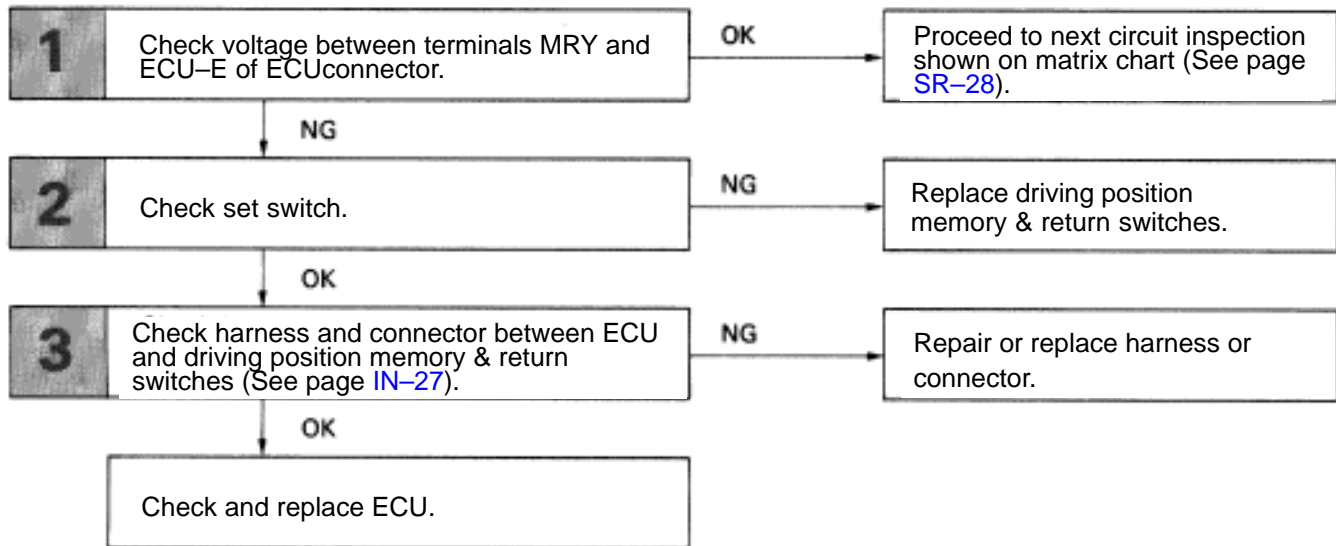 1
Check voltage between terminals MRY and
ECU–E of ECUconnector.
OK
Proceed to next circuit inspection
shown on matrix chart (See page
SR–28).
NG
2
Check set switch.
NG
Replace driving position
memory & return switches.
OK
3
Check harness and connector between ECU
and driving position memory & return
switches (See page IN–27).
NG
Repair or replace harness or
connector.
OK
Check and replace ECU.